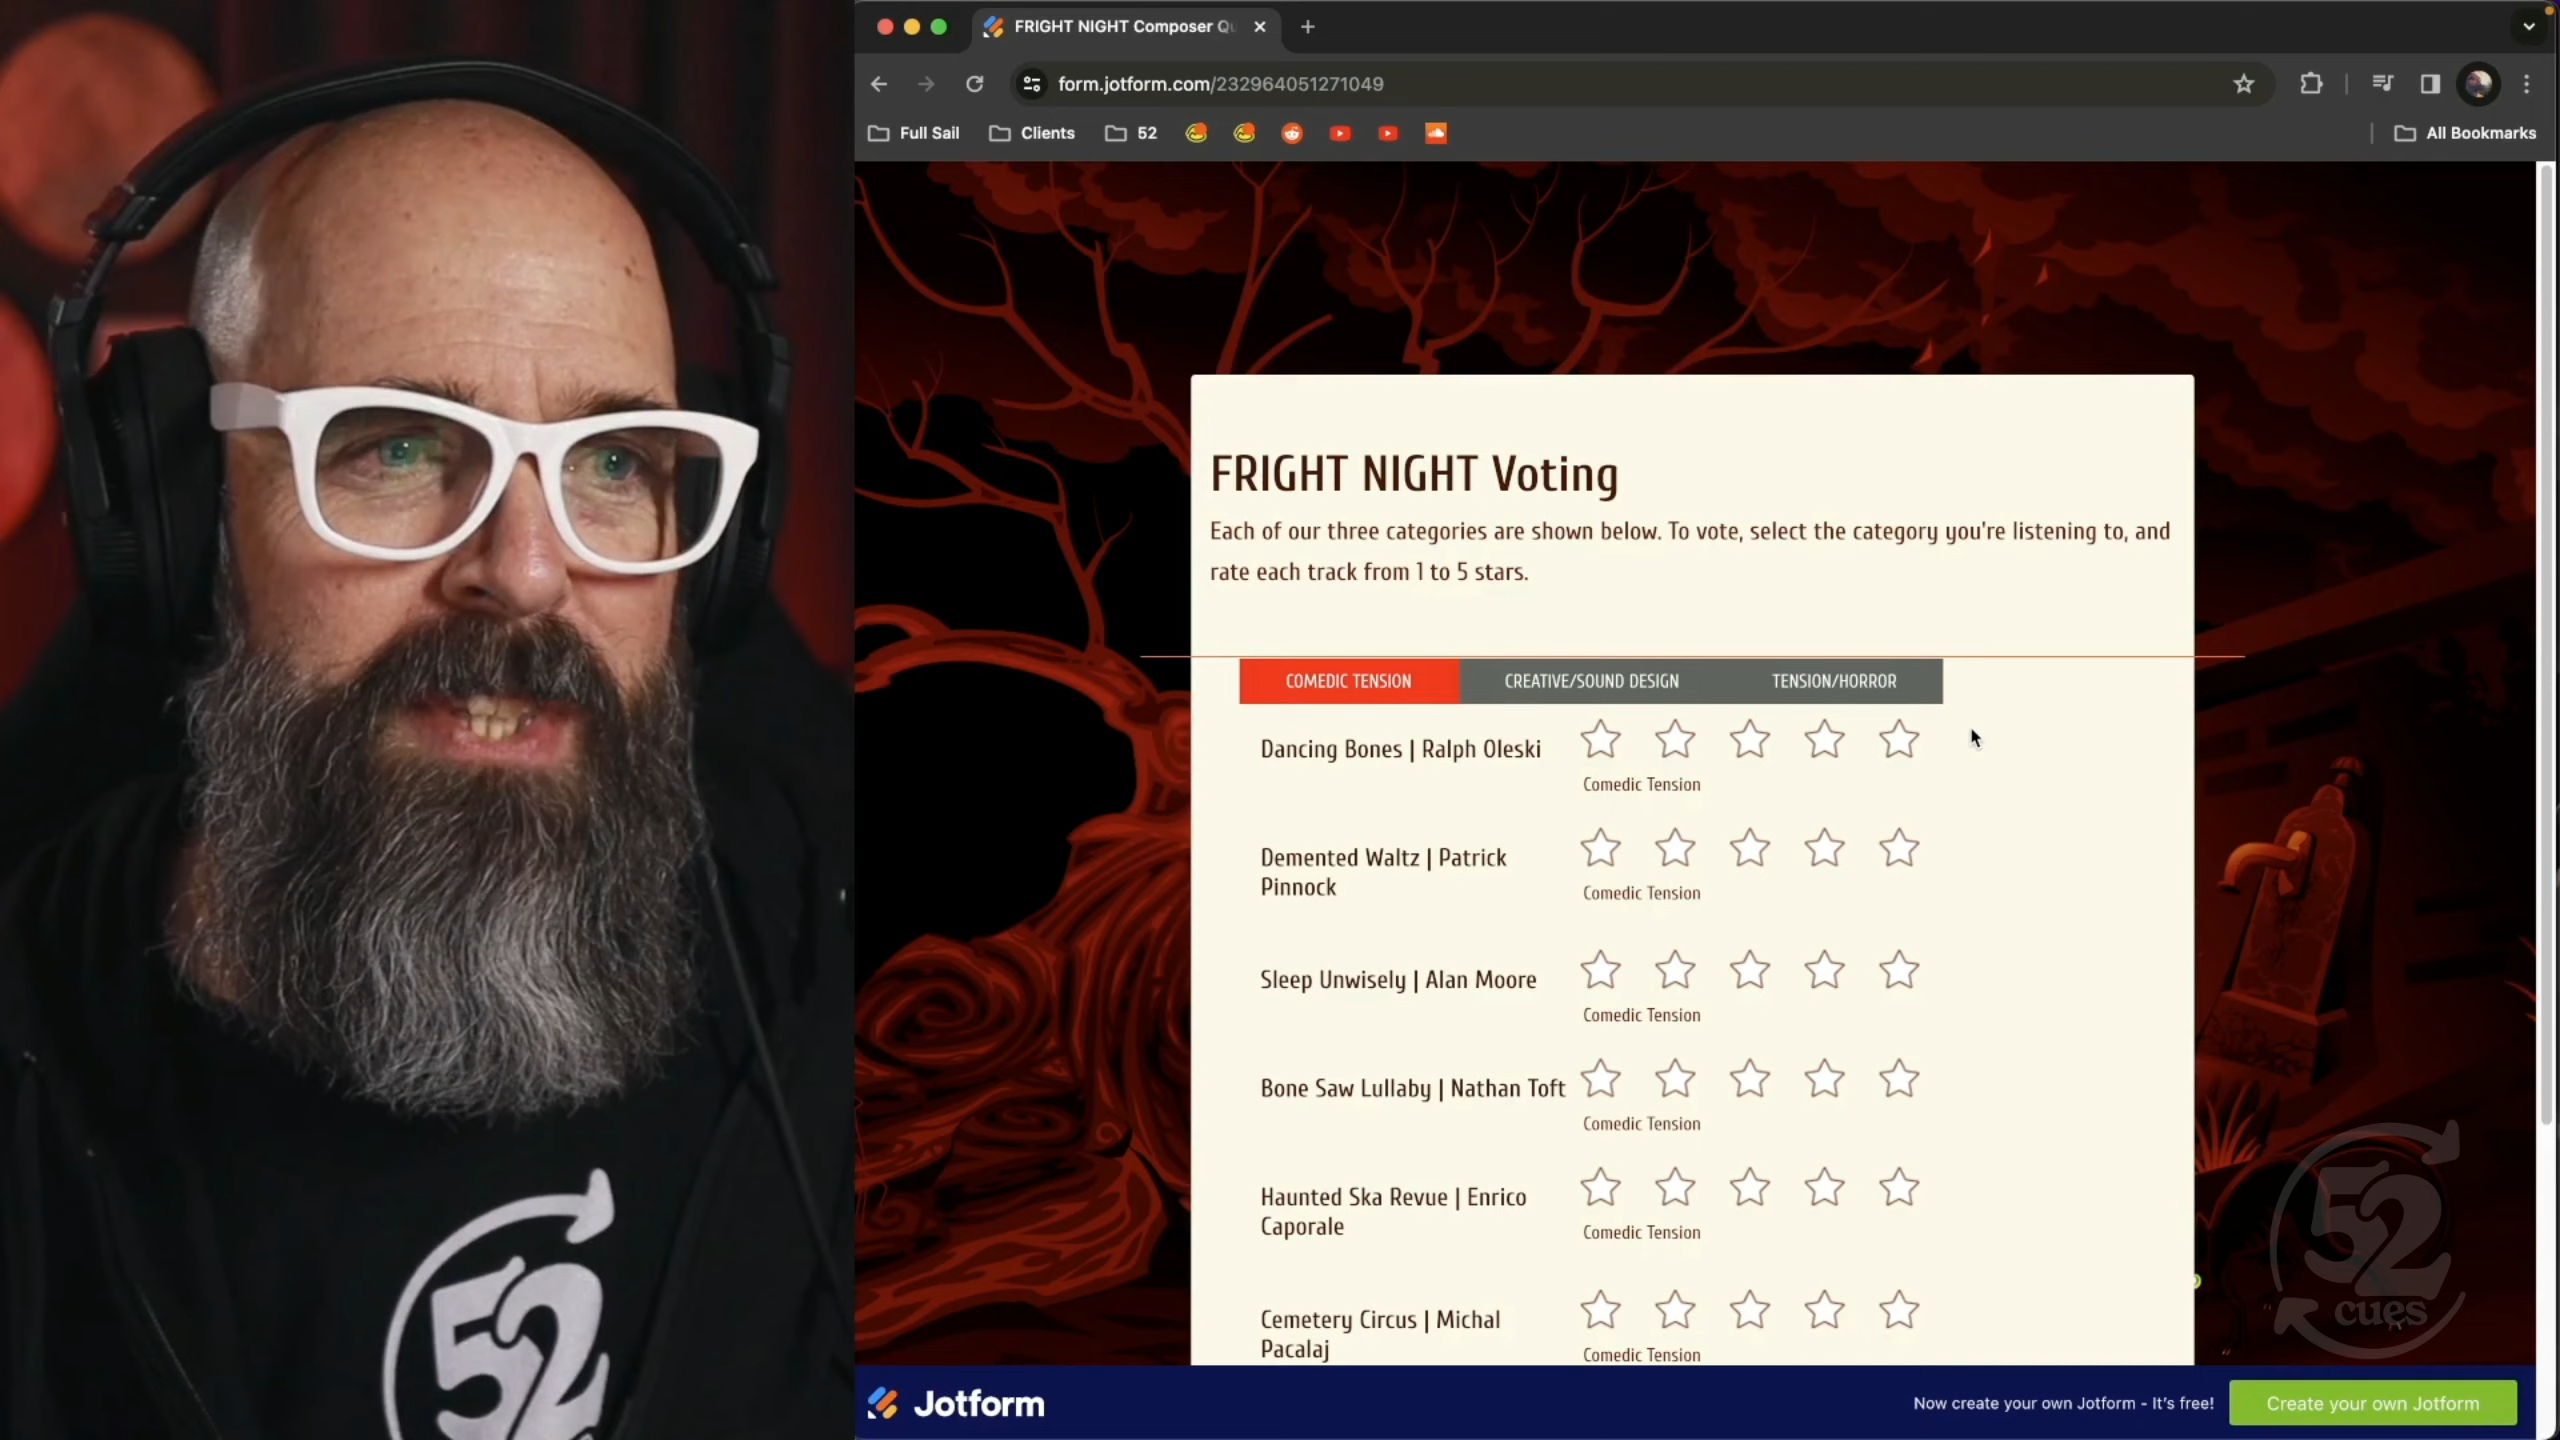 FRIGHT NIGHT Composer Qu
form.jotform.com/232964051271049
Full Sail
Clients
52
All Bookmarks
FRIGHT NIGHT Voting
Each of our three categories are shown below. To vote, select the category you're listening to, and
rate each track from 1 to 5 stars.
COMEDIC TENSION
CREATIVE/SOUND DESIGN
TENSION/HORROR
Dancing Bones | Ralph Oleski
Comedic Tension
Demented Waltz | Patrick
Pinnock
Comedic Tension
Sleep Unwisely | Alan Moore
Comedic Tension
Bone Saw Lullaby | Nathan Toft
Comedic Tension
Haunted Ska Revue | Enrico
Caporale
Comedic Tension
Cemetery Circus | Michal
Pacalaj
Comedic Tension
52
cues
52
Jotform
Now create your own Jotform - It's free!
Create your own Jotform